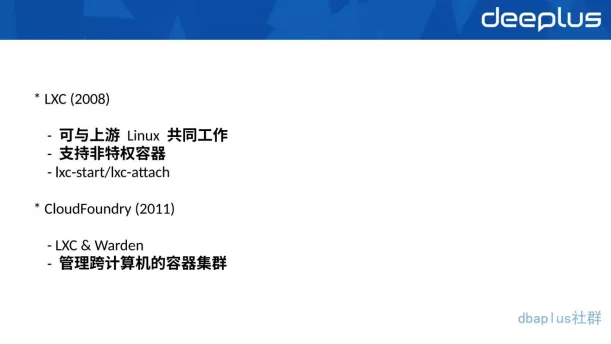 deeplus
* LXC (2008)
- 可与上游 Linux 共同工作
- 支持非特权容器
- lxc-start/lxc-attach
* CloudFoundry (2011)
- LXC & Warden
- 管理跨计算机的容器集群
dbaplus社群